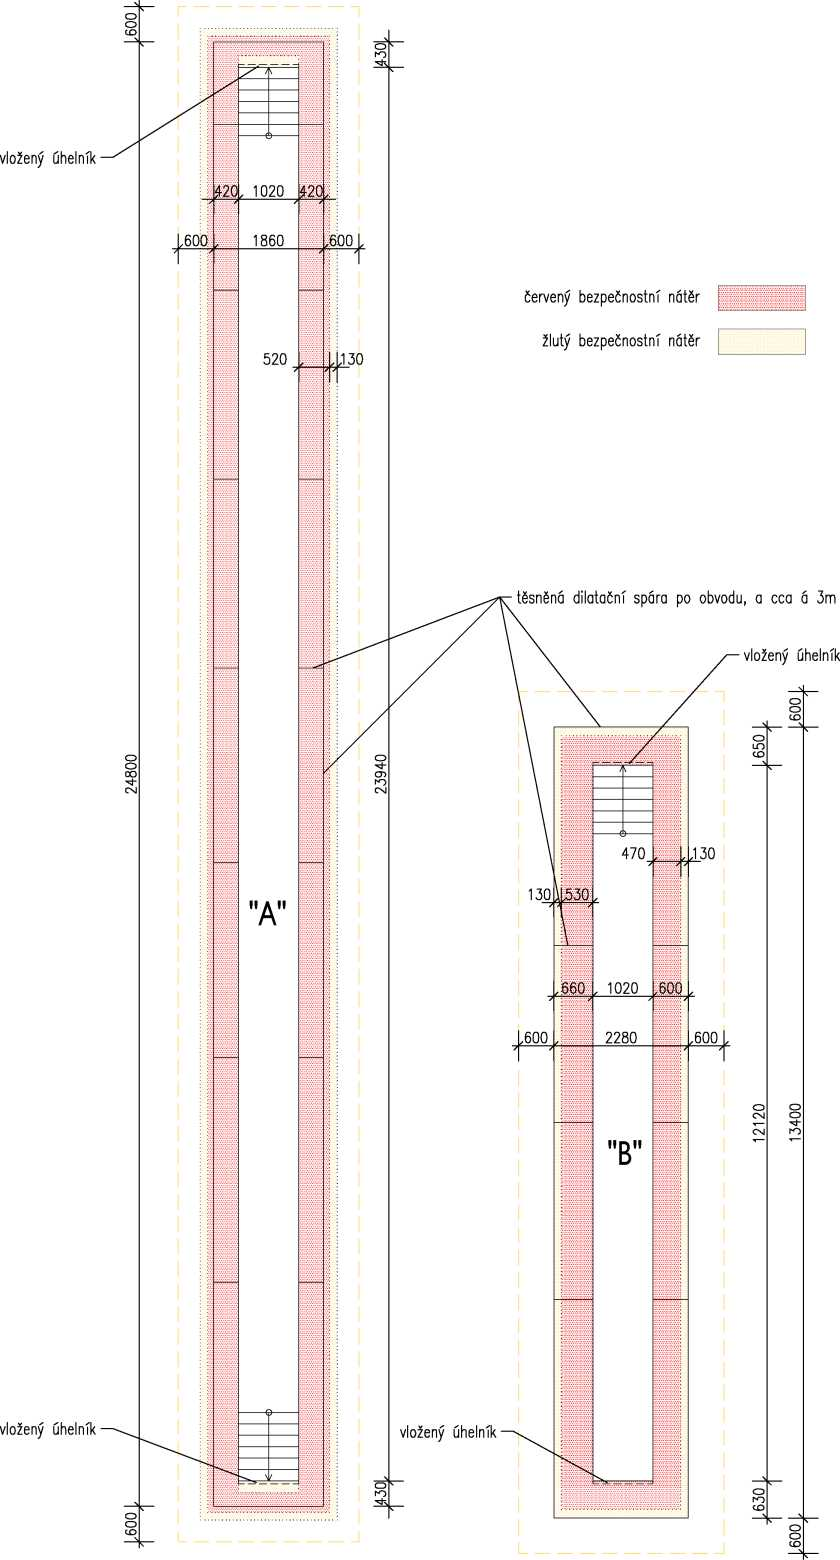 600
430
vložený úhelník
420 1020 420
600 1860 600
520 130
červený bezpečnostní nátěr
žlutý bezpečnostní nátěr
těsněná dilatační spára po obvodu, a cca á 3m
vložený úhelník
600
650
24800
23940
470 130
130 530
"A"
660 1020 600
600 2280 600
12120
13400
"B"
vložený úhelník
vložený úhelník
430
600
630
600